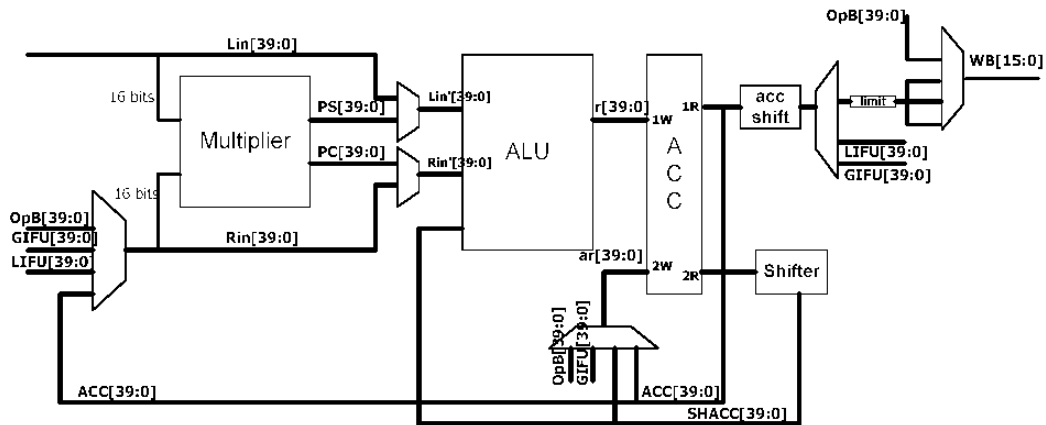 OpB[39:0]
Lin[39:0]
WB[15:0]
16 bits
PS[39:0]
Lin'[39:0]
r[39:0]
1R
acc
shift
limit
Multiplier
1W
A
C
C
ALU
PC[39:0]
Rin'[39:0]
LIFU[39:0]
GIFU[39:0]
16 bits
OpB[39:0]
GIFU[39:0]
LIFU[39:0]
Rin[39:0]
ar[39:0]
2W
2R
Shifter
OpB[39:0]
GIFU[39:0]
ACC[39:0]
ACC[39:0]
SHACC[39:0]